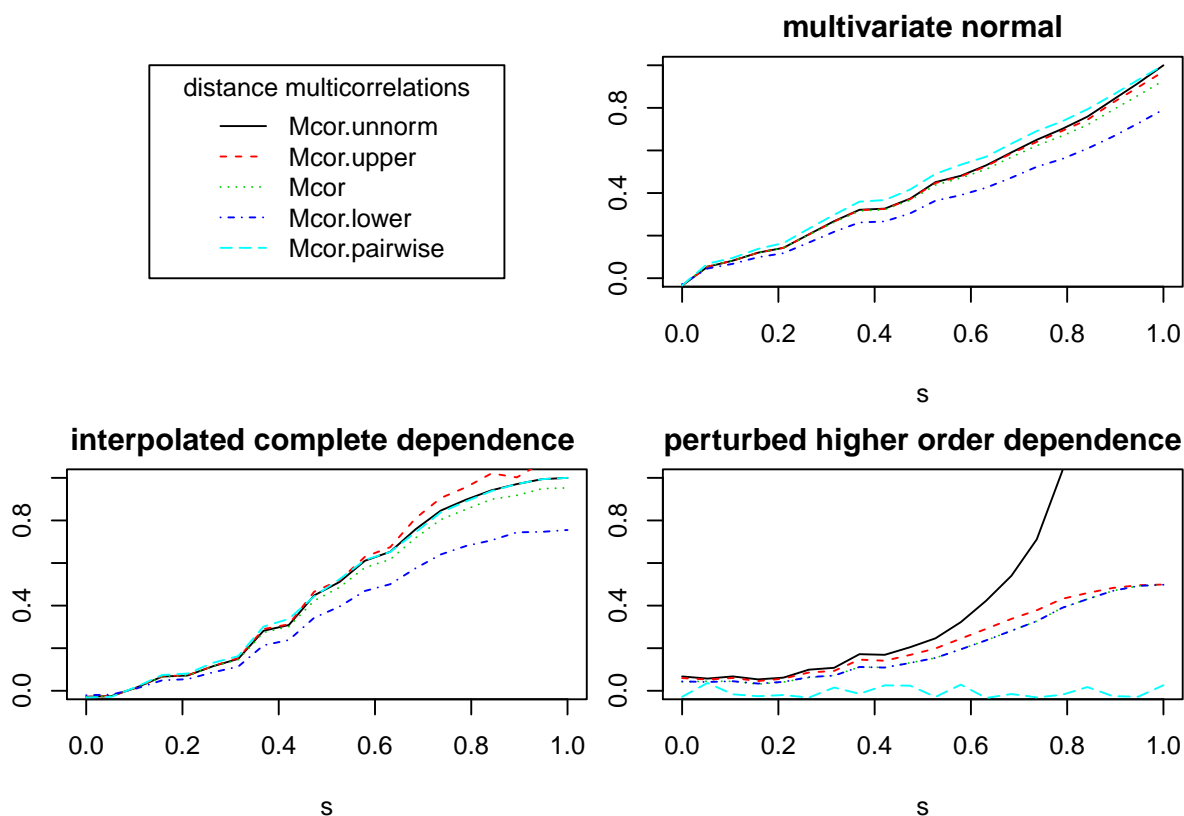 multivariate normal
distance multicorrelations
Mcor.unnorm
Mcor.upper
Mcor
Mcor.lower
Mcor.pairwise
0.8
0.4
0.0
0.0 0.2 0.4 0.6 0.8 1.0
s
interpolated complete dependence
0.8
0.4
0.0
0.0 0.2 0.4 0.6 0.8 1.0
s
perturbed higher order dependence
0.8
0.4
0.0
0.0 0.2 0.4 0.6 0.8 1.0
s